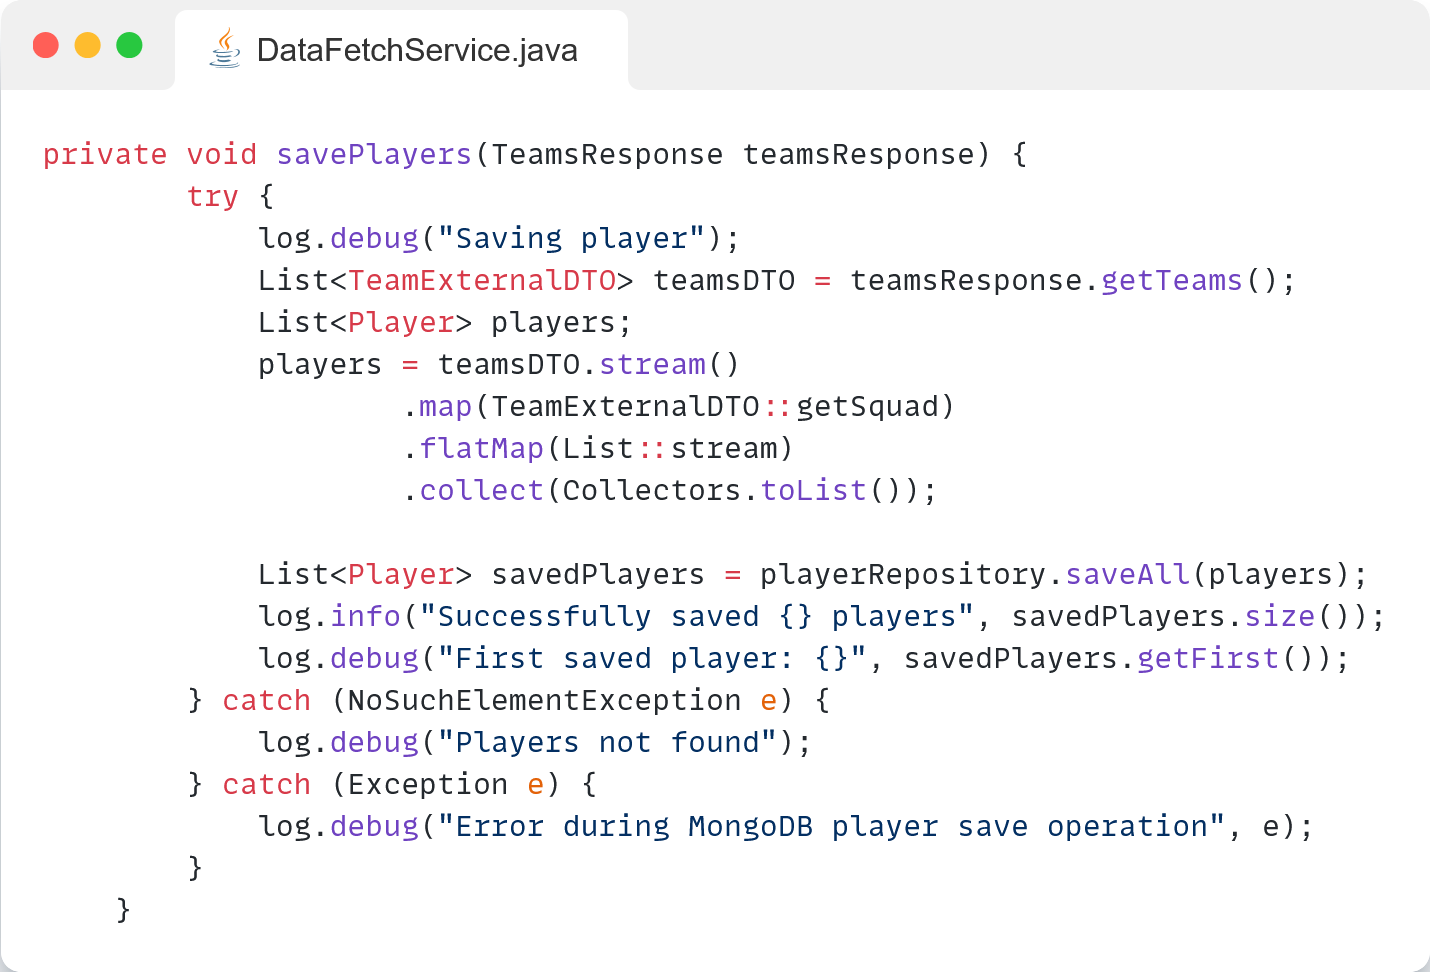 DataFetchService.java
private void savePlayers(TeamsResponse teamsResponse) {
        try {
            log.debug("Saving player");
            List<TeamExternalDTO> teamsDTO = teamsResponse.getTeams();
            List<Player> players;
            players = teamsDTO.stream()
                    .map(TeamExternalDTO::getSquad)
                    .flatMap(List::stream)
                    .collect(Collectors.toList());

            List<Player> savedPlayers = playerRepository.saveAll(players);
            log.info("Successfully saved {} players", savedPlayers.size());
            log.debug("First saved player: {}", savedPlayers.getFirst());
        } catch (NoSuchElementException e) {
            log.debug("Players not found");
        } catch (Exception e) {
            log.debug("Error during MongoDB player save operation", e);
        }
    }